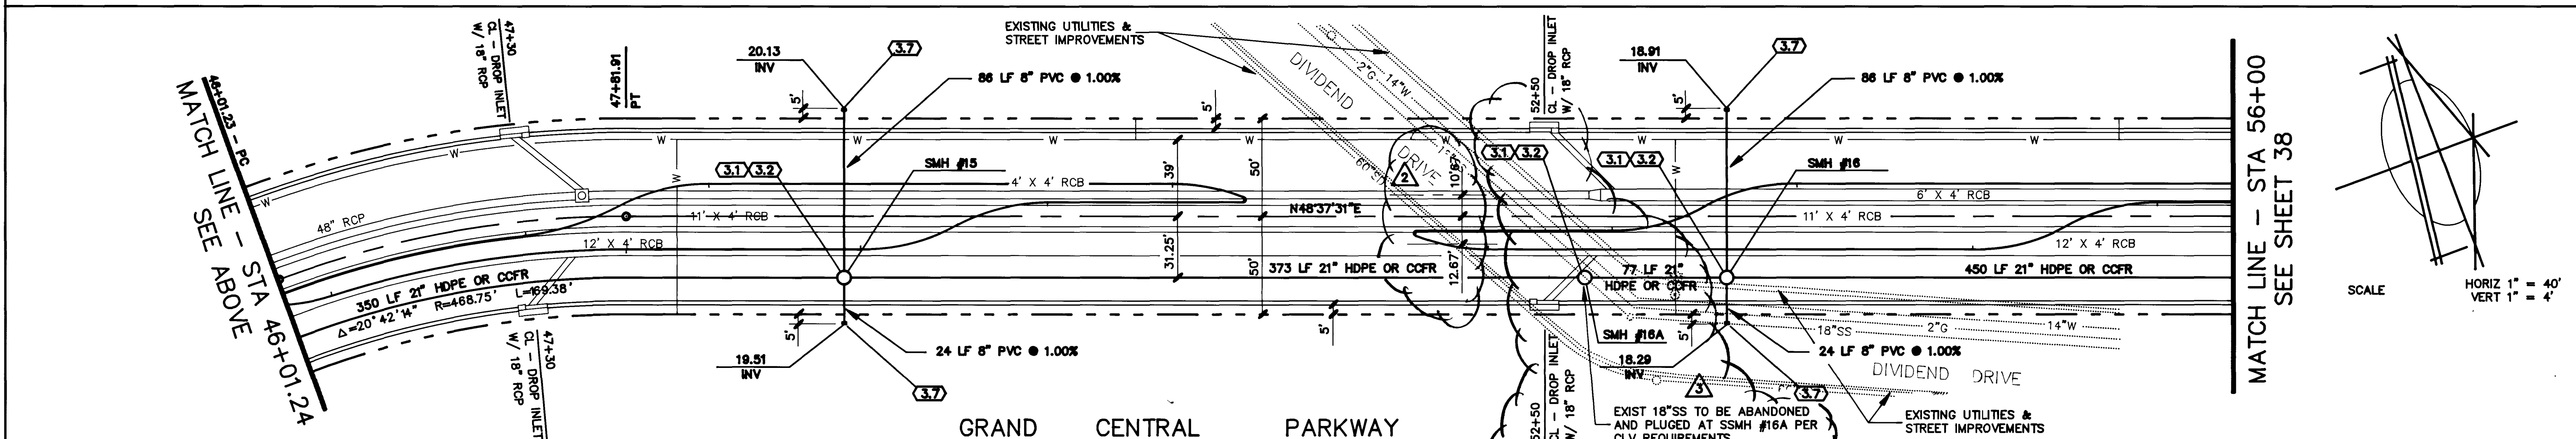 47+30
CL - DROP INLET
W/ 18" RCP
47+81.91
PT
20.13
INV
3.7
86 LF 8" PVC @ 1.00%
EXISTING UTILITIES &
STREET IMPROVEMENTS
DIVIDEND
DRIVE
2"G
14"W
60"SD
52+50
CL - DROP INLET
W/ 18" RCP
18.91
INV
3.7
86 LF 8" PVC @ 1.00%
46+01.23 - PC
MATCH LINE - STA 46+01.24
SEE ABOVE
5'
5'
5'
W
W
W
W
W
W
W
W
W
W
W
3.1
3.2
SMH #15
39'
50'
2
10.67'
3.1
3.2
3.1
3.2
SMH #16
48" RCP
11' X 4' RCB
4' X 4' RCB
N48°37'31"E
6' X 4' RCB
11' X 4' RCB
12' X 4' RCB
31.25'
50'
12.67'
12' X 4' RCB
350 LF 21" HDPE OR CCFR
Δ=20°42'14" R=468.75' L=169.38'
373 LF 21" HDPE OR CCFR
77 LF 21"
HDPE OR CCFR
450 LF 21" HDPE OR CCFR
MATCH LINE - STA 56+00
SEE SHEET 38
SCALE
HORIZ 1" = 40'
VERT 1" = 4'
47+30
CL - DROP INLET
W/ 18" RCP
5'
19.51
INV
24 LF 8" PVC @ 1.00%
3.7
5'
SMH #16A
5'
18.29
INV
18"SS
2"G
14"W
24 LF 8" PVC @ 1.00%
DIVIDEND DRIVE
3
3.7
52+50
CL - DROP INLET
W/ 18" RCP
EXIST 18"SS TO BE ABANDONED
AND PLUGED AT SSMH #16A PER
CLV REQUIREMENTS
EXISTING UTILITIES &
STREET IMPROVEMENTS
GRAND CENTRAL PARKWAY